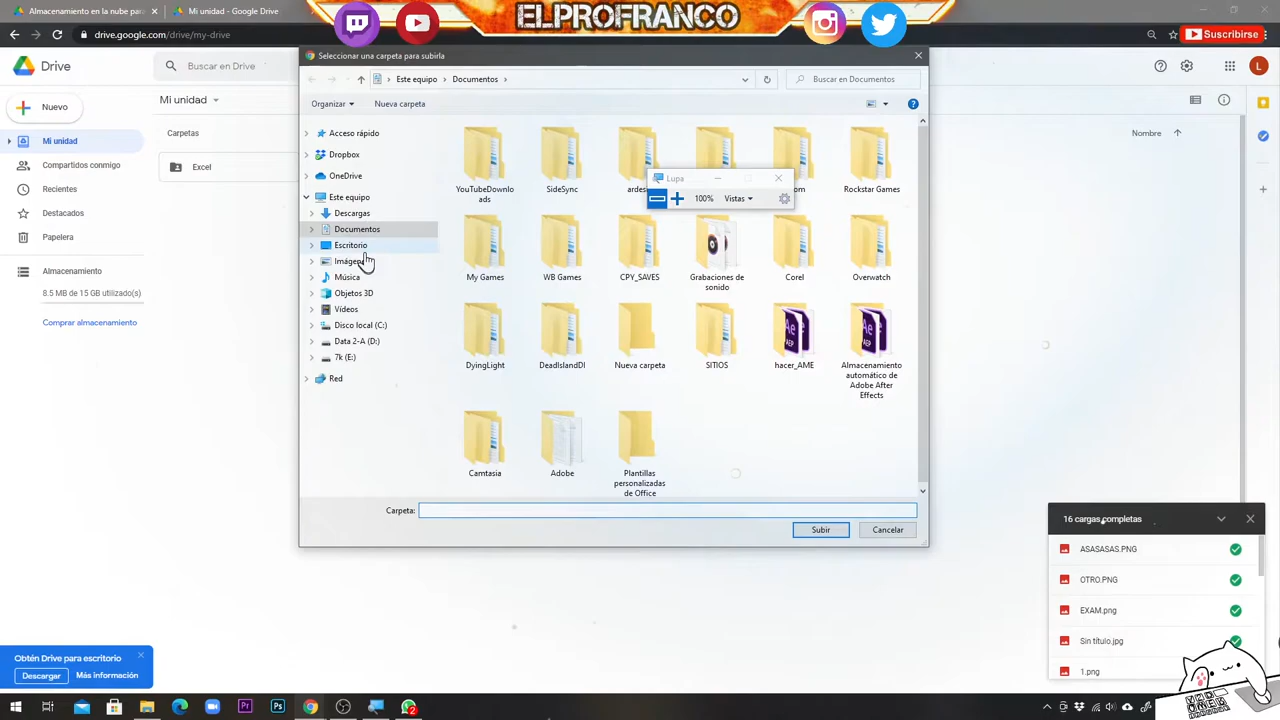 ELPROFRANCO
Almacenamiento en la nube para
Mi unidad - Google Drive
drive.google.com/drive/my-drive
Suscribirse
Seleccionar una carpeta para subirla
Drive
Buscar en Drive
L
Este equipo
Documentos
Buscar en Documentos
Organizar
Nueva carpeta
Nuevo
Mi unidad
Carpetas
Excel
Nombre
Mi unidad
Compartidos conmigo
Recientes
Destacados
Papelera
Almacenamiento
8.5 MB de 15 GB utilizado(s)
Comprar almacenamiento
Acceso rápido
Dropbox
OneDrive
Este equipo
Descargas
Documentos
Escritorio
Música
Objetos 3D
Vídeos
Disco local (C:)
Data 2-A (D:)
7k (E:)
Red
Lupa
100%
Vistas
YouTubeDownlo
ads
SideSync
Rockstar Games
My Games
WB Games
CPY_SAVES
Grabaciones de
sonido
Corel
Overwatch
DyingLight
DeadIslandDI
Nueva carpeta
SITIOS
hacer_AME
Almacenamiento
automático de
Adobe After
Effects
Camtasia
Adobe
Plantillas
personalizadas
de Office
Carpeta:
Subir
Cancelar
16 cargas completas
ASASASAS.PNG
OTRO.PNG
EXAM.png
Sin título.jpg
1.png
Obtén Drive para escritorio
Descargar
Más información